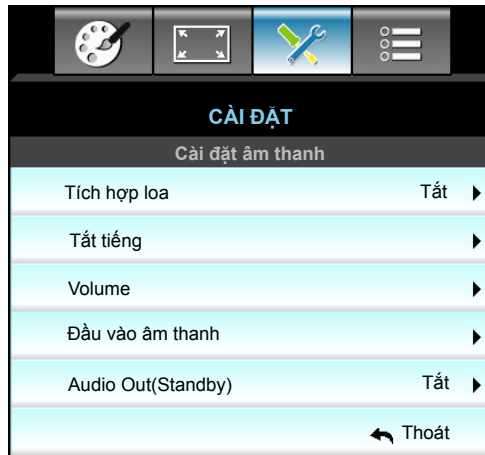 CÀI ĐẶT
Cài đặt âm thanh
Tích hợp loa Tắt
Tắt tiếng
Volume
Đầu vào âm thanh
Audio Out(Standby) Tắt
Thoát